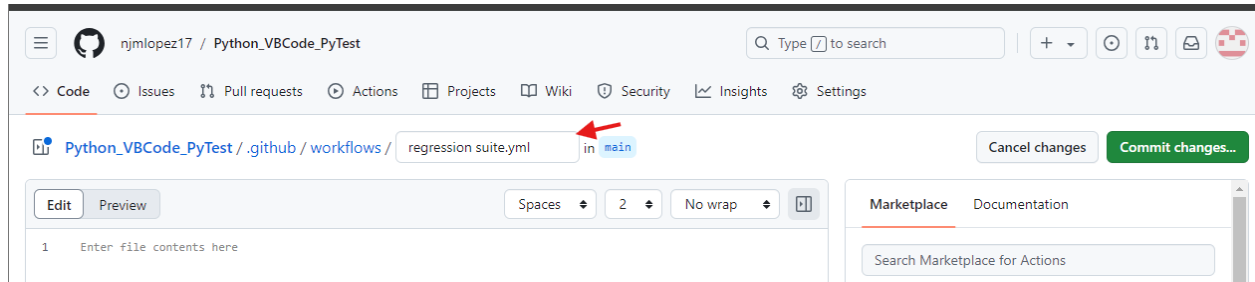 njmlopez17 / Python_VBCode_PyTest Type / to search
<> Code Issues Pull requests Actions Projects Wiki Security Insights Settings
Python_VBCode_PyTest / .github / workflows / regression suite.yml in main Cancel changes Commit changes...
Edit Preview Spaces 2 No wrap Marketplace Documentation
1 Enter file contents here
Search Marketplace for Actions